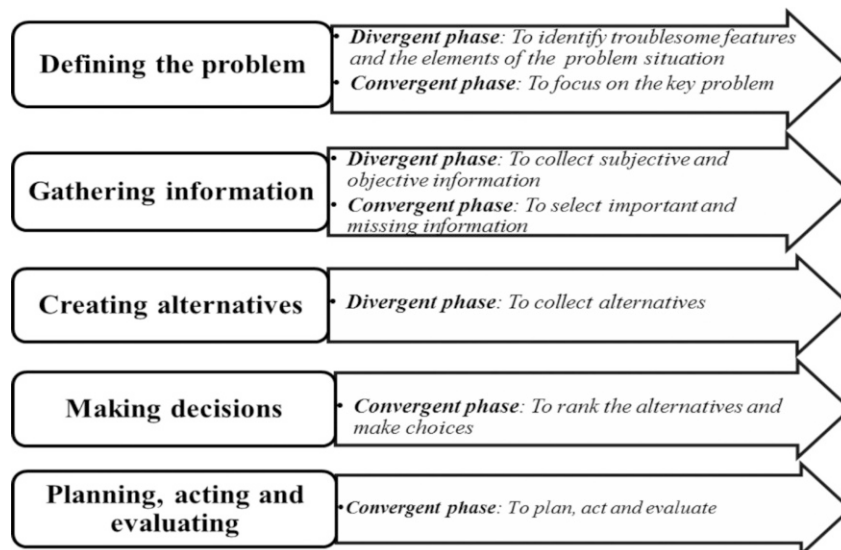 Defining the problem
• Divergent phase: To identify troublesome features
and the elements of the problem situation
• Convergent phase: To focus on the key problem
Gathering information
• Divergent phase: To collect subjective and
objective information
• Convergent phase: To select important and
missing information
Creating alternatives
• Divergent phase: To collect alternatives
Making decisions
• Convergent phase: To rank the alternatives and
make choices
Planning, acting and
evaluating
• Convergent phase: To plan, act and evaluate